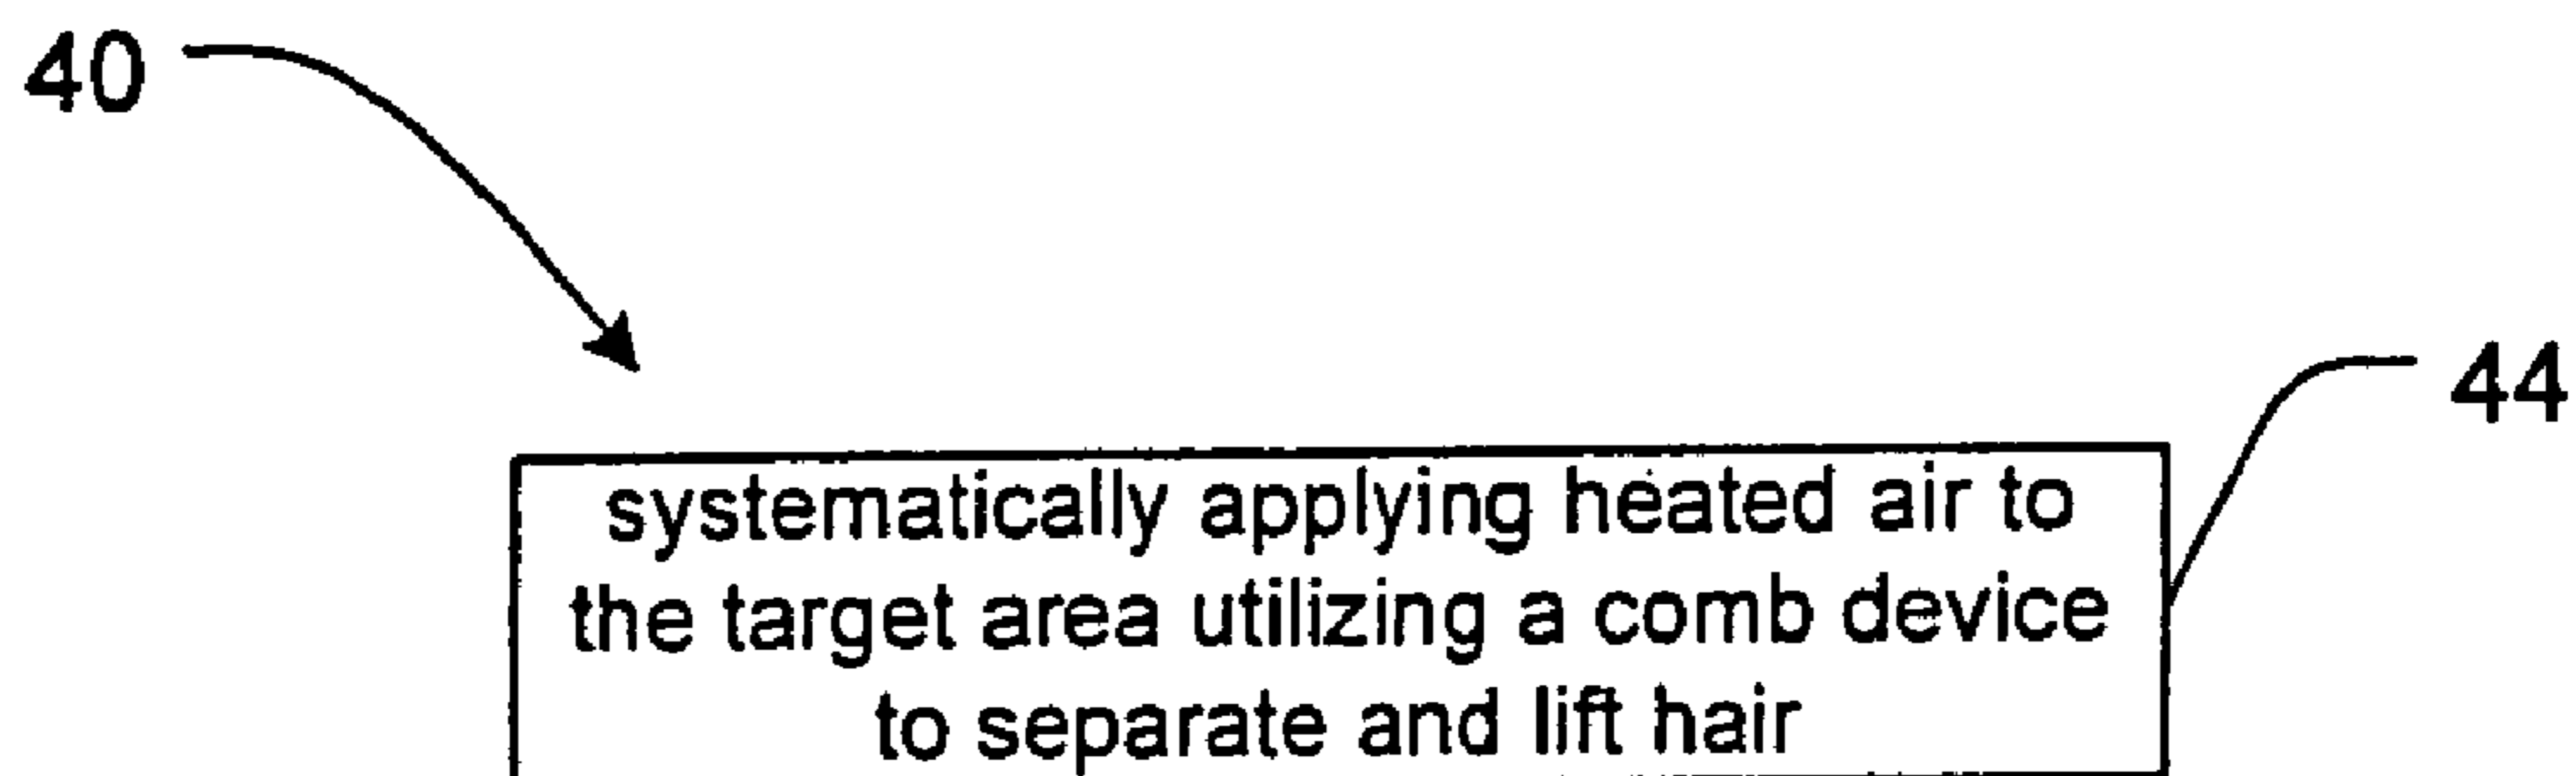 40
44
systematically applying heated air to
the target area utilizing a comb device
to separate and lift hair